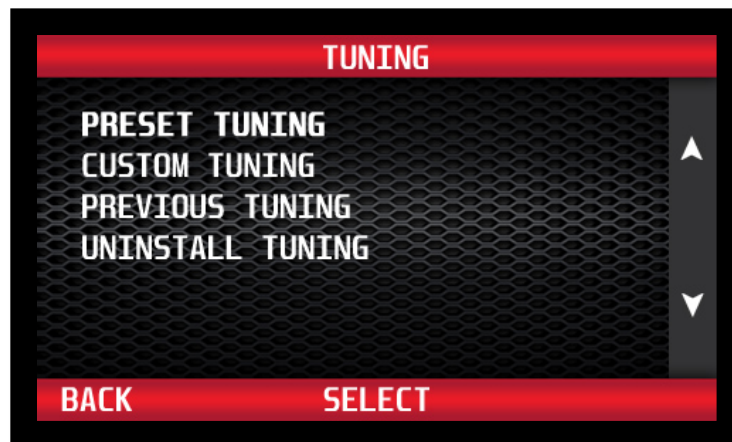 TUNING
PRESET TUNING
CUSTOM TUNING
PREVIOUS TUNING
UNINSTALL TUNING
BACK SELECT